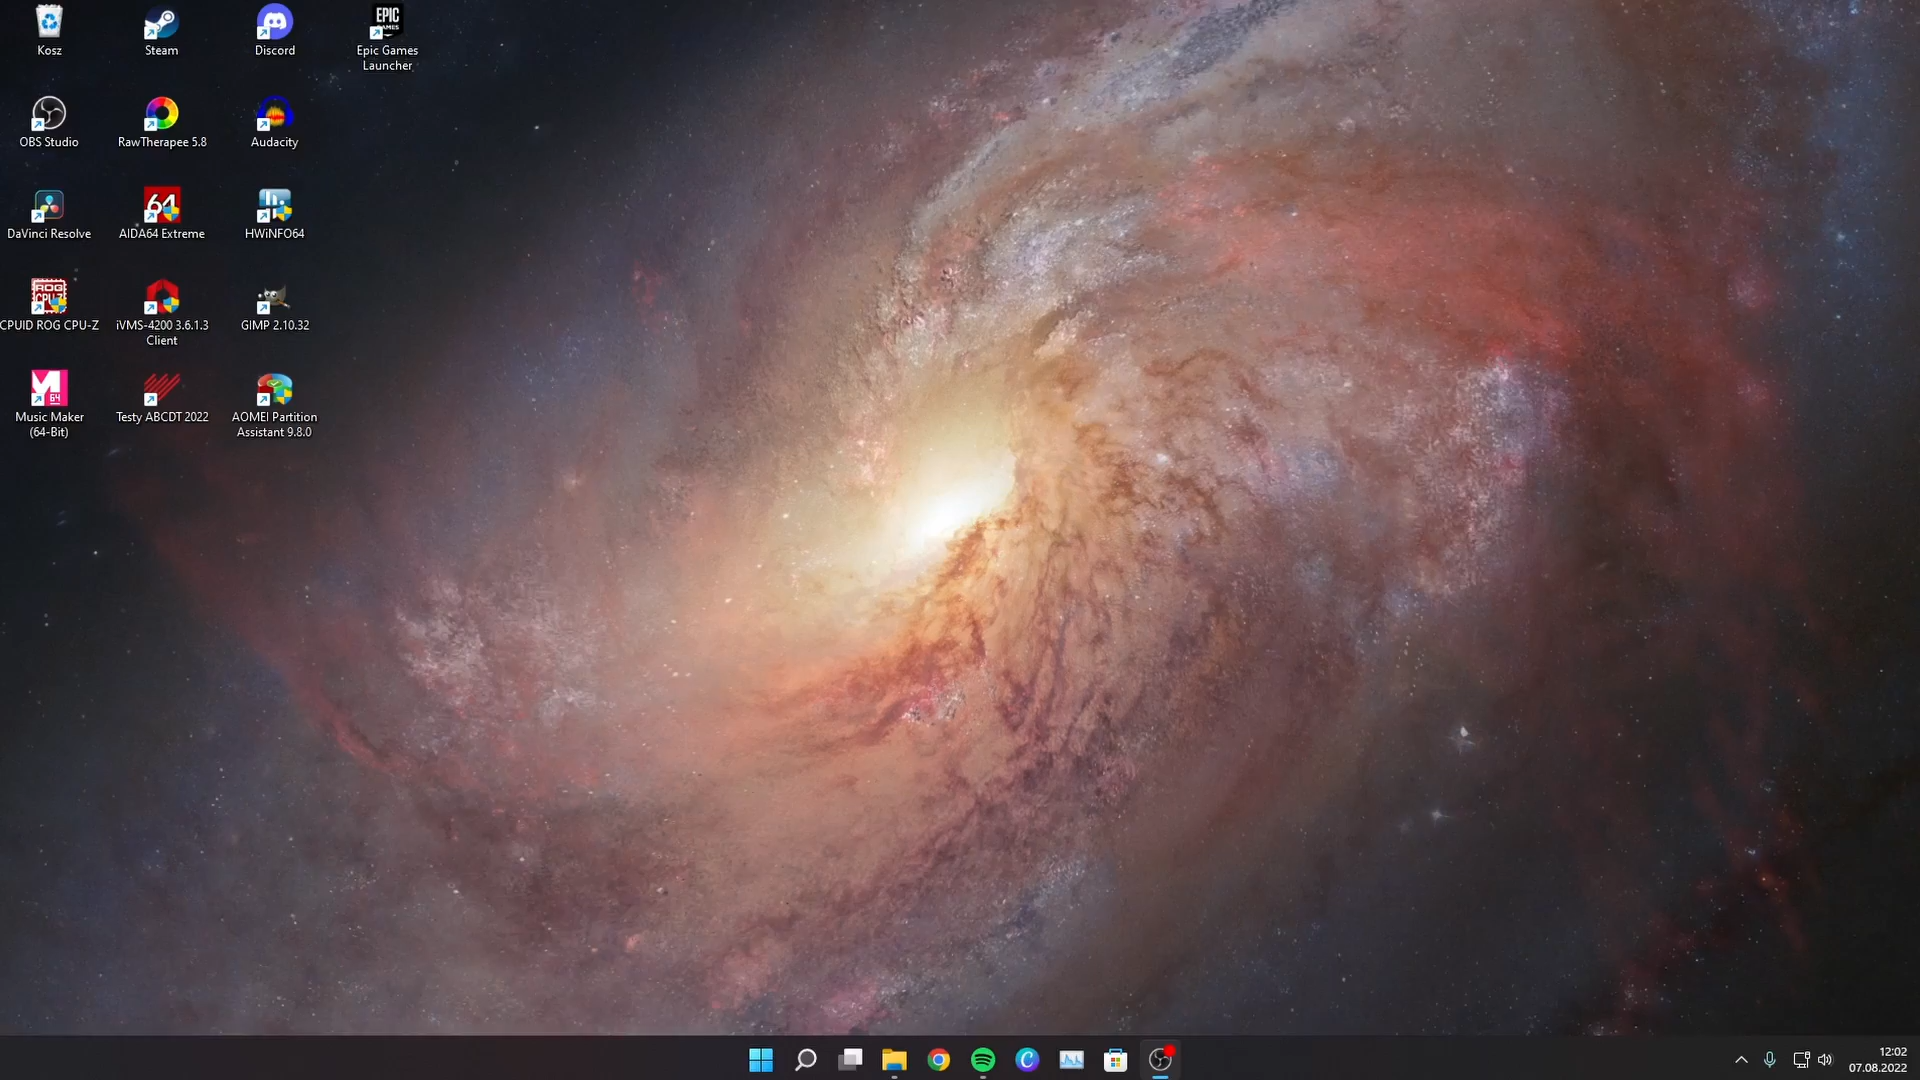 Kosz
Steam
Discord
EPIC
GAMES
Epic Games
Launcher
OBS Studio
RawTherapee 5.8
Audacity
64
DaVinci Resolve
AIDA64 Extreme
HWiNFO64
ROG
CPU-Z
CPUID ROG CPU-Z
iVMS-4200 3.6.1.3
Client
GIMP 2.10.32
M
64
Music Maker
(64-Bit)
Testy ABCDT 2022
AOMEI Partition
Assistant 9.8.0
12:02
07.08.2022